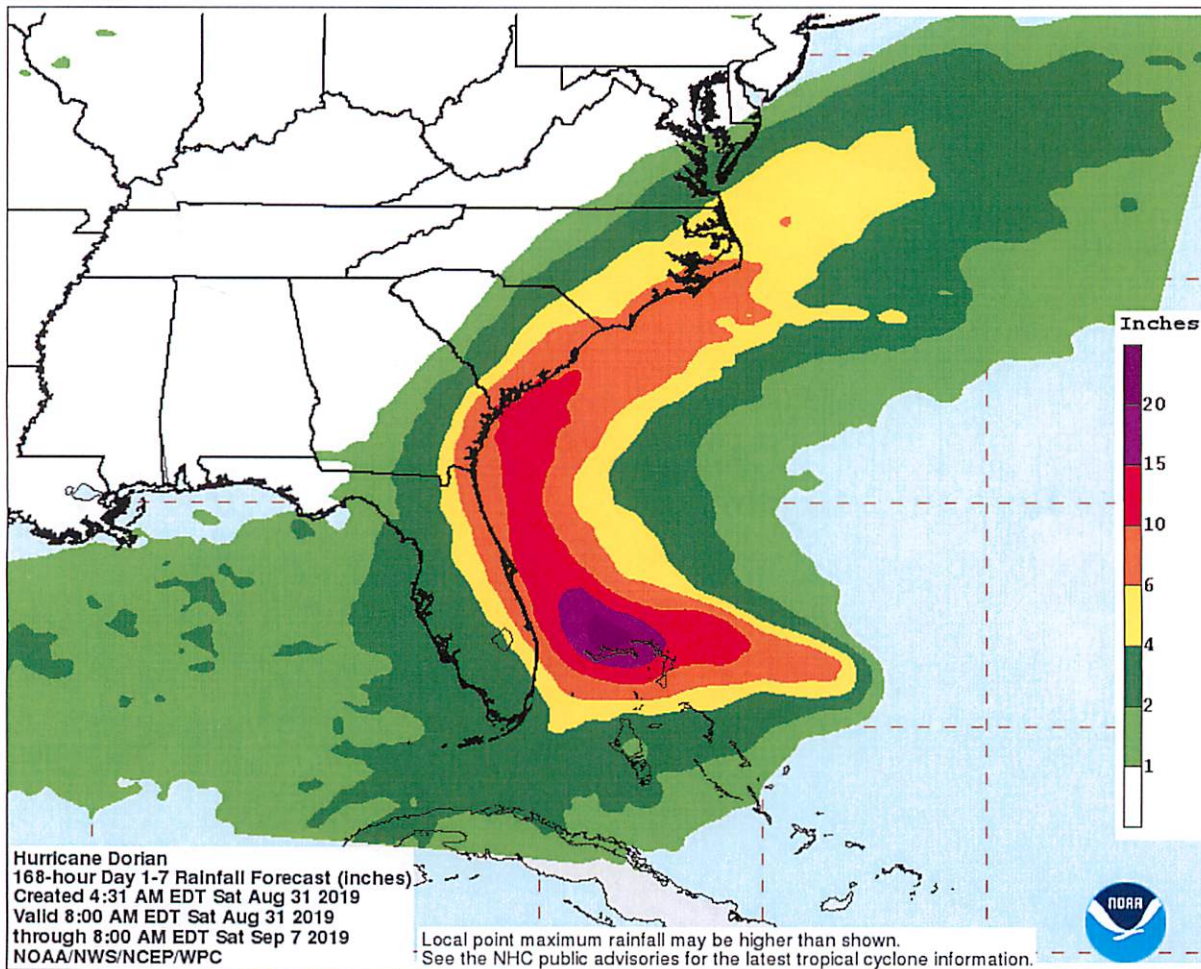 Inches
20
15
10
6
4
2
1
Hurricane Dorian
168-hour Day 1-7 Rainfall Forecast (inches)
Created 4:31 AM EDT Sat Aug 31 2019
Valid 8:00 AM EDT Sat Aug 31 2019
through 8:00 AM EDT Sat Sep 7 2019
NOAA/NWS/NCEP/WPC
Local point maximum rainfall may be higher than shown.
See the NHC public advisories for the latest tropical cyclone information.
NOAA